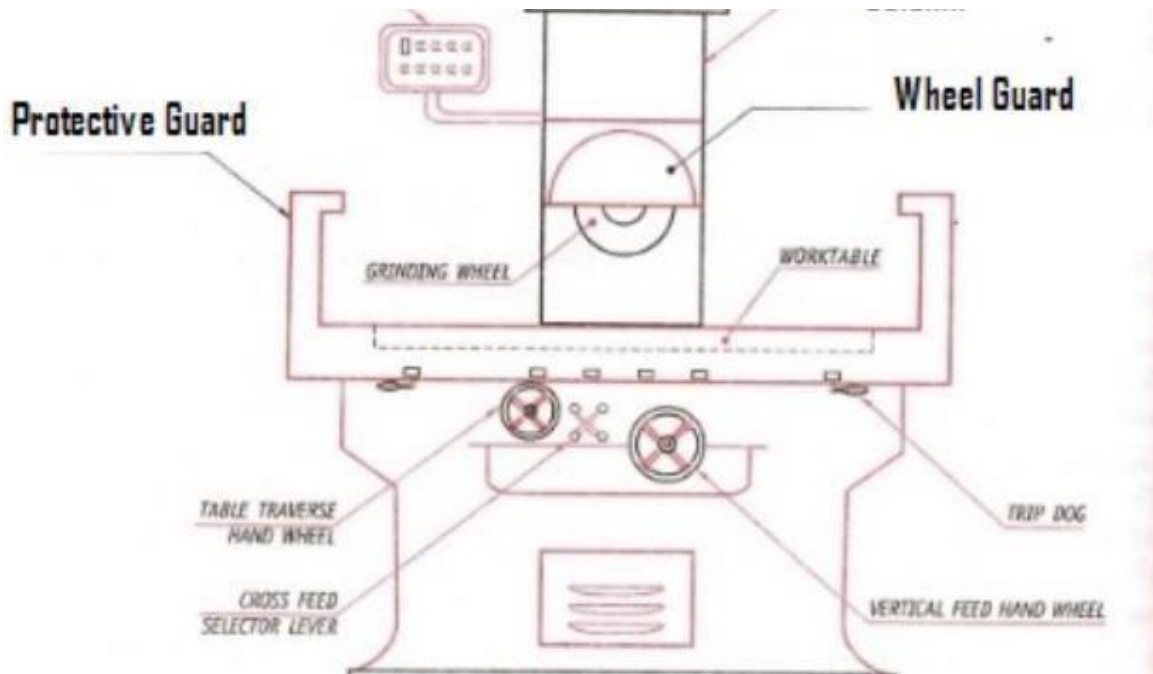 Wheel Guard
Protective Guard
GRINDING WHEEL
WORKTABLE
TABLE TRAVERSE
HAND WHEEL
TRIP DOG
CROSS FEED
SELECTOR LEVER
VERTICAL FEED HAND WHEEL